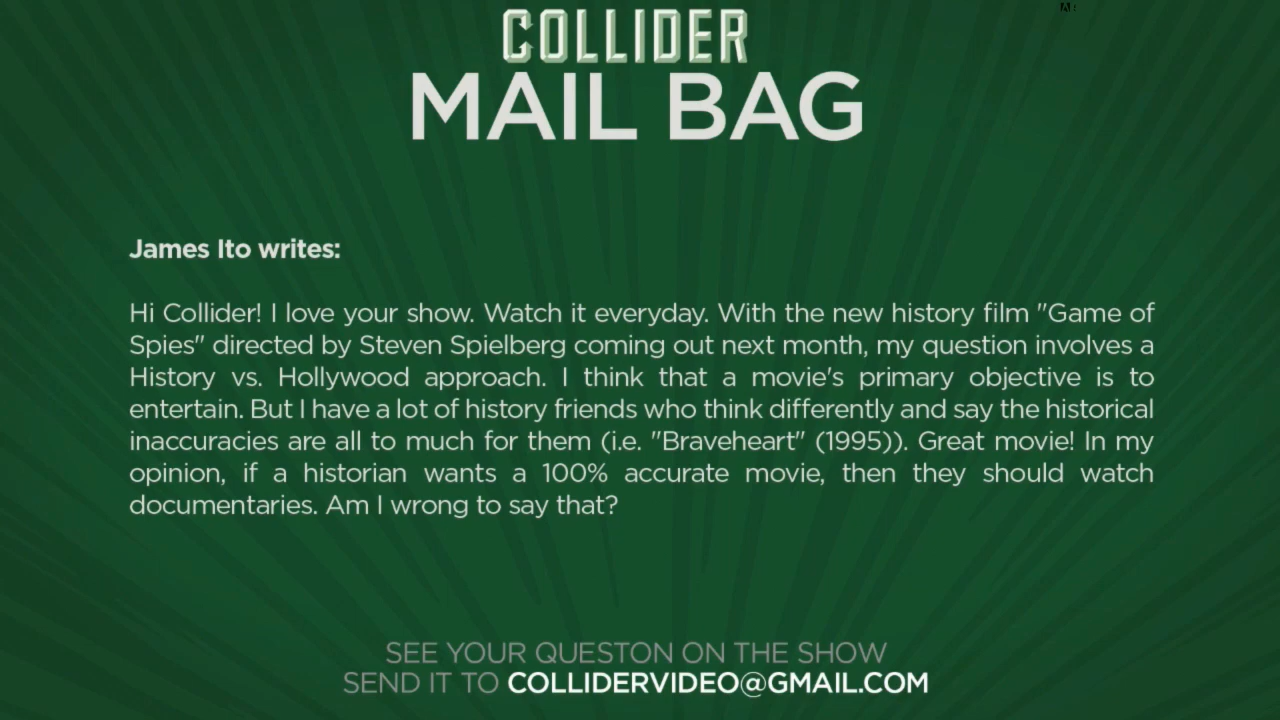 COLLIDER
MAIL BAG
James Ito writes:
Hi Collider! I love your show. Watch it everyday. With the new history film "Game of
Spies" directed by Steven Spielberg coming out next month, my question involves a
History vs. Hollywood approach. I think that a movie's primary objective is to
entertain. But I have a lot of history friends who think differently and say the historical
inaccuracies are all to much for them (i.e. "Braveheart" (1995)). Great movie! In my
opinion, if a historian wants a 100% accurate movie, then they should watch
documentaries. Am I wrong to say that?
SEE YOUR QUESTON ON THE SHOW
SEND IT TO COLLIDERVIDEO@GMAIL.COM